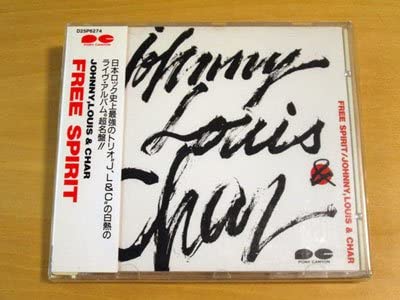 D25P6274
PONY CANYON
日本ロック史上最強のトリオ"J、L&C"の白熱の
ライヴ・アルバム。超名盤!!
JOHNNY, LOUIS & CHAR
FREE SPIRIT
Johnny
Louis
&
Char
FREE SPIRIT/JOHNNY, LOUIS & CHAR
PONY CANYON